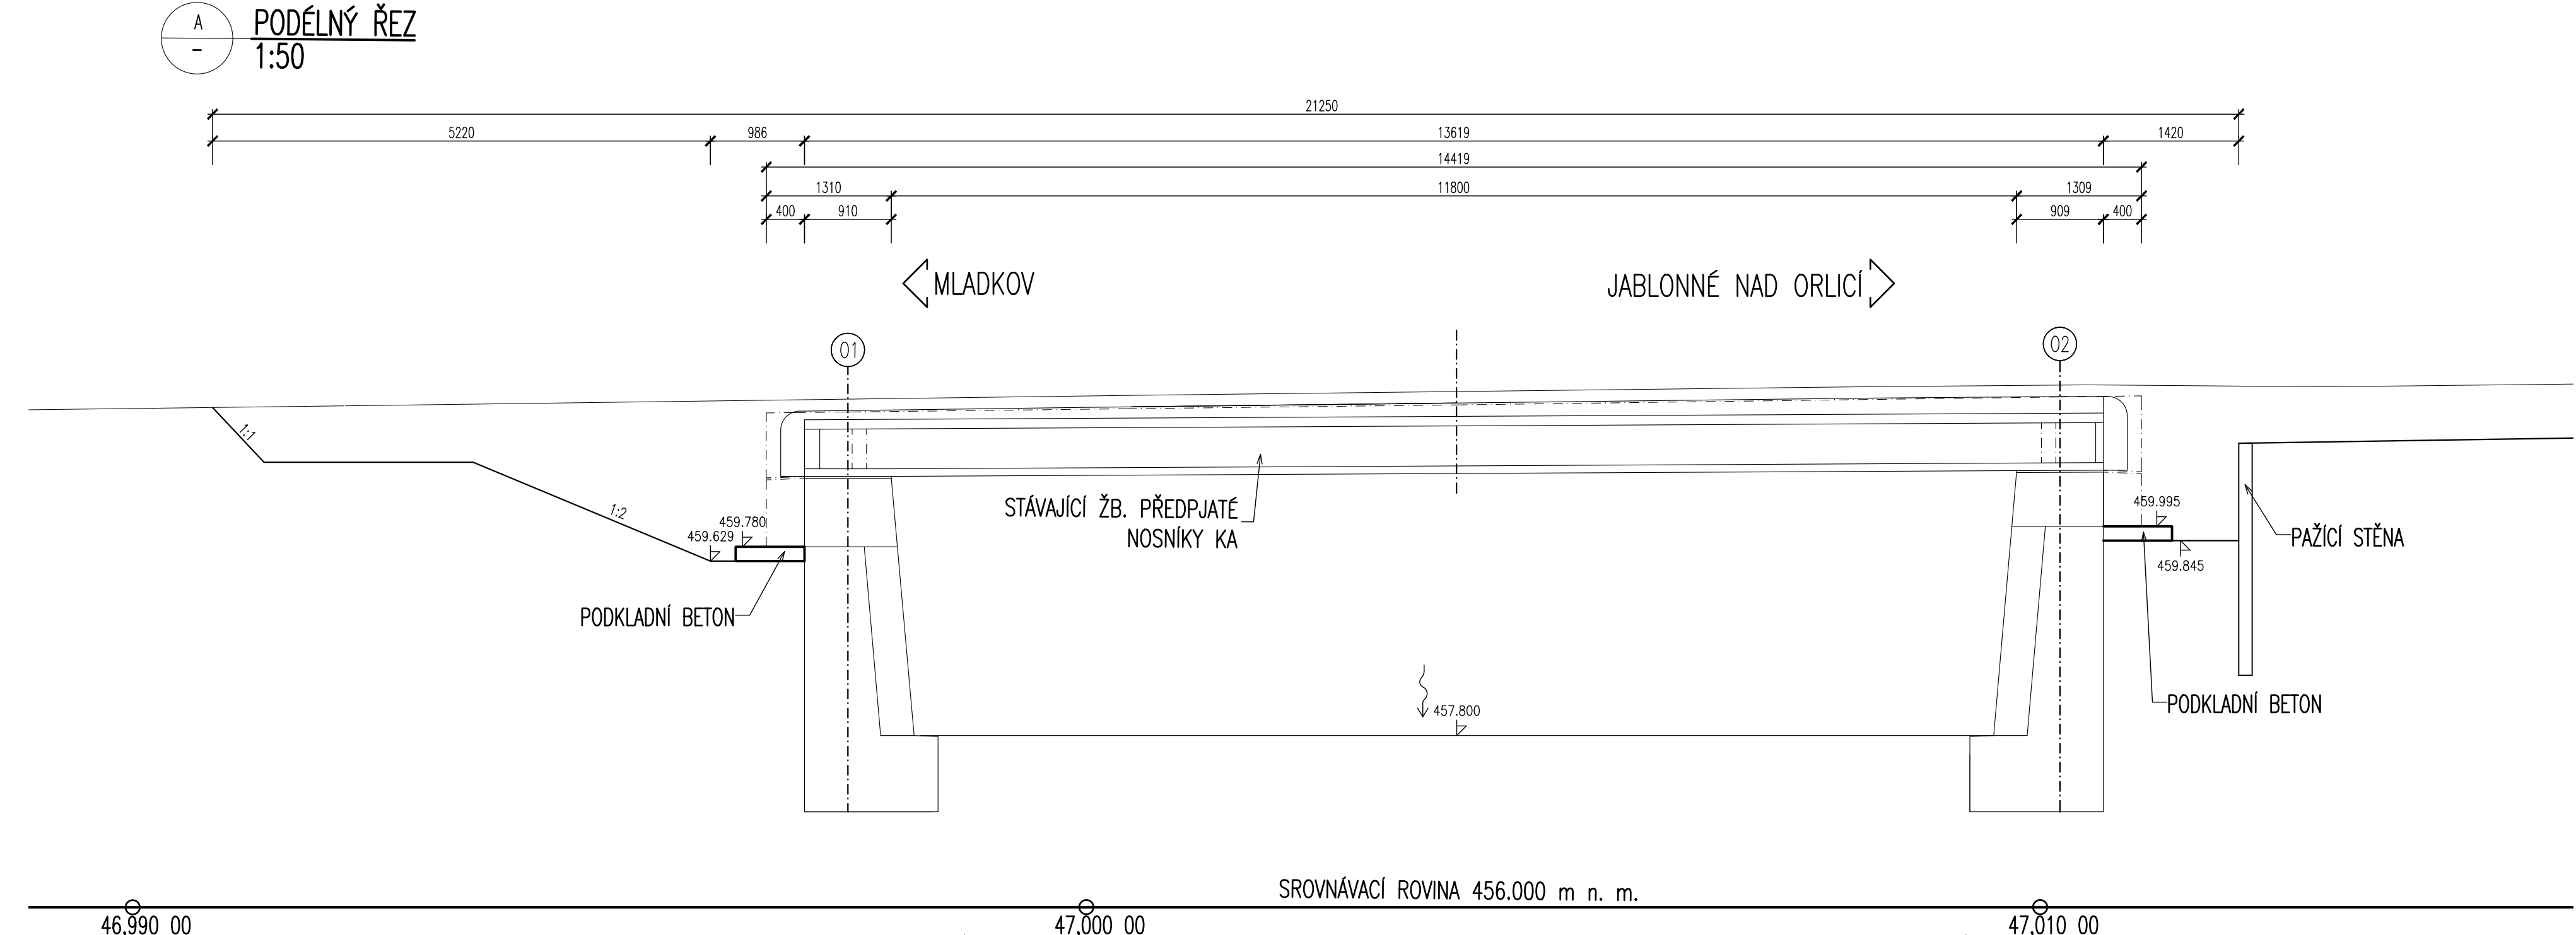 A
PODÉLNÝ ŘEZ
–
1:50
21250
5220
986
13619
1420
14419
1310
11800
1309
400
910
909
400
MLADKOV
JABLONNÉ NAD ORLICÍ
01
02
1:1
1:2
STÁVAJÍCÍ ŽB. PŘEDPJATÉ
NOSNÍKY KA
459.780
459.629
459.995
459.845
PAŽÍCÍ STĚNA
PODKLADNÍ BETON
PODKLADNÍ BETON
457.800
SROVNÁVACÍ ROVINA 456.000 m n. m.
46,990 00
47,000 00
47,010 00